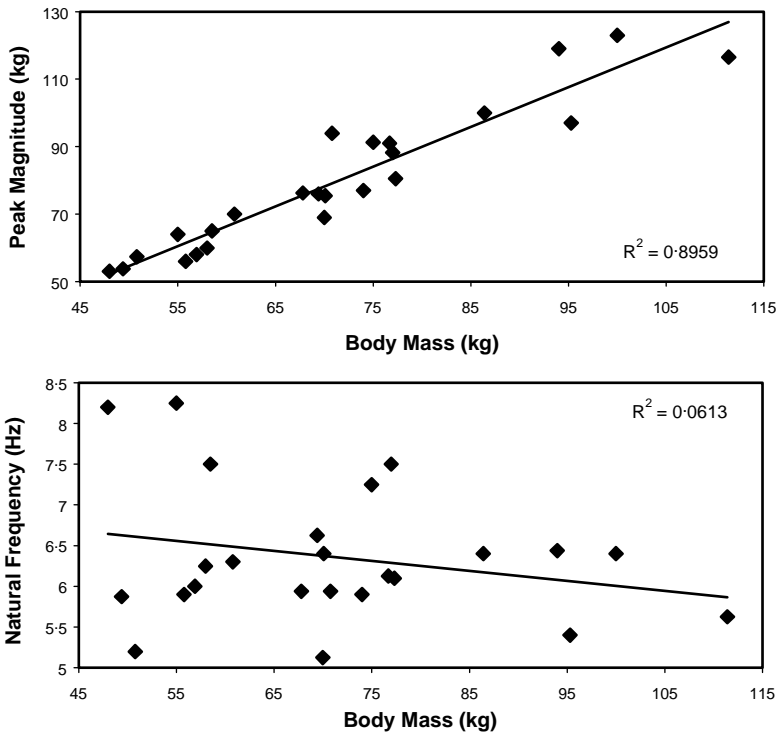 130
110
90
70
50
Peak Magnitude (kg)
R² = 0·8959
45 55 65 75 85 95 105 115
Body Mass (kg)
8·5
8
7·5
7
6·5
6
5·5
5
Natural Frequency (Hz)
R² = 0·0613
45 55 65 75 85 95 105 115
Body Mass (kg)